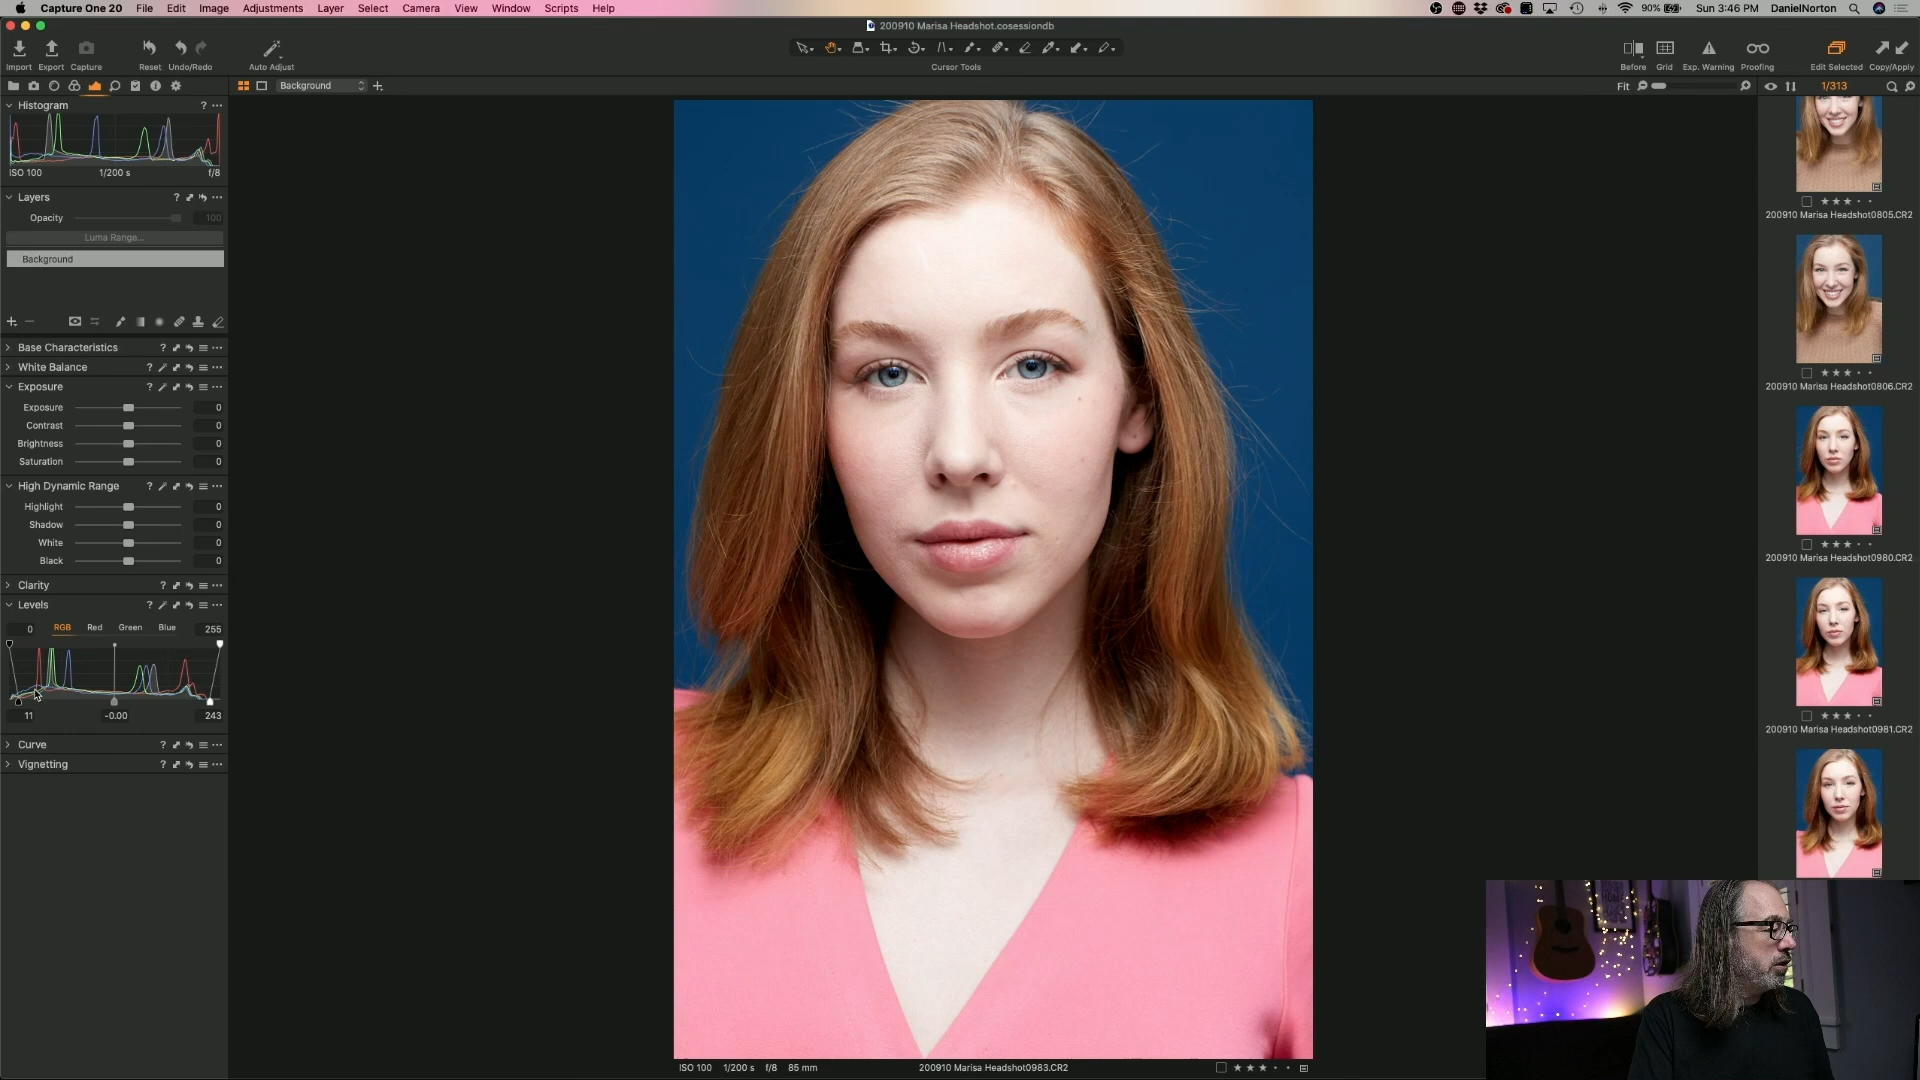 Capture One 20 File Edit Image Adjustments Layer Select Camera View Window Scripts Help 90% Sun 3:46 PM DanielNorton
200910 Marisa Headshot.cosessiondb
Import Export Capture Reset Undo/Redo Auto Adjust Cursor Tools Before Grid Exp. Warning Proofing Edit Selected Copy/Apply
Background Fit 1/313
Histogram
ISO 100 1/200 s f/8
Layers
Opacity 100
Luma Range...
Background
Base Characteristics
White Balance
Exposure
Exposure 0
Contrast 0
Brightness 0
Saturation 0
High Dynamic Range
Highlight 0
Shadow 0
White 0
Black 0
Clarity
Levels
0 RGB Red Green Blue 255
11 -0.00 243
Curve
Vignetting
200910 Marisa Headshot0805.CR2
200910 Marisa Headshot0806.CR2
200910 Marisa Headshot0980.CR2
200910 Marisa Headshot0981.CR2
ISO 100 1/200 s f/8 85 mm 200910 Marisa Headshot0983.CR2